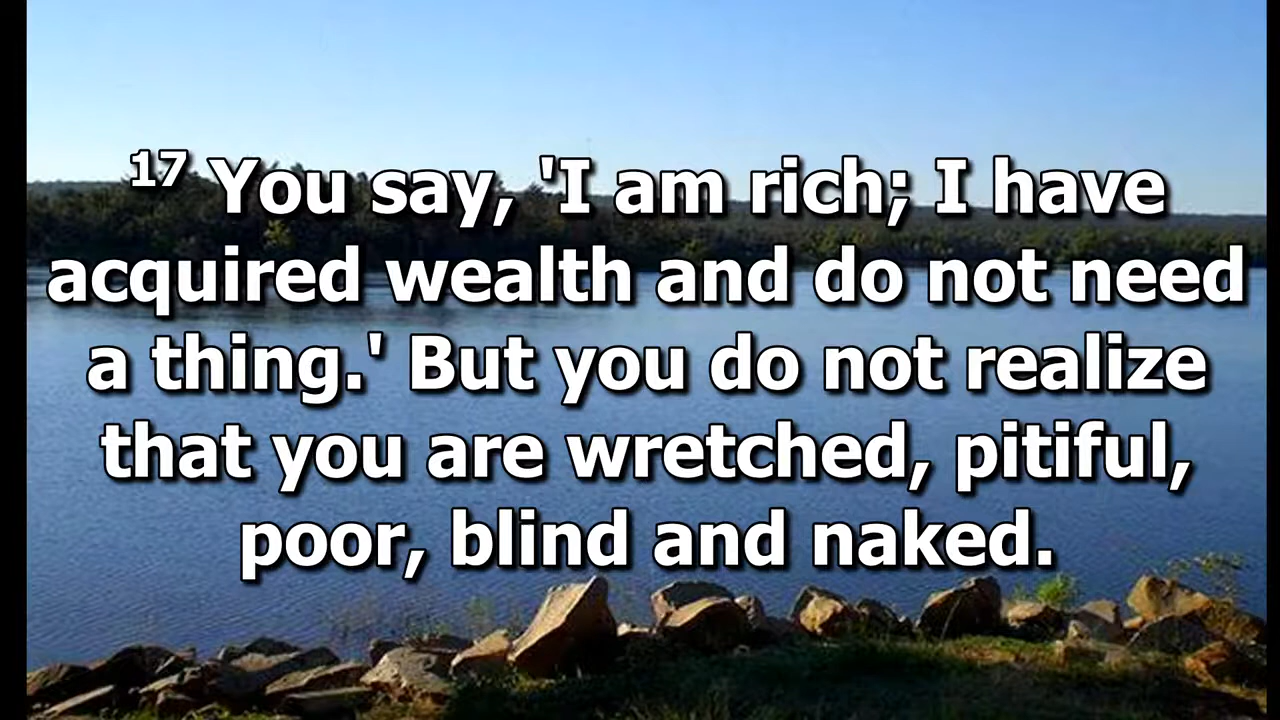 17 You say, 'I am rich; I have
acquired wealth and do not need
a thing.' But you do not realize
that you are wretched, pitiful,
poor, blind and naked.